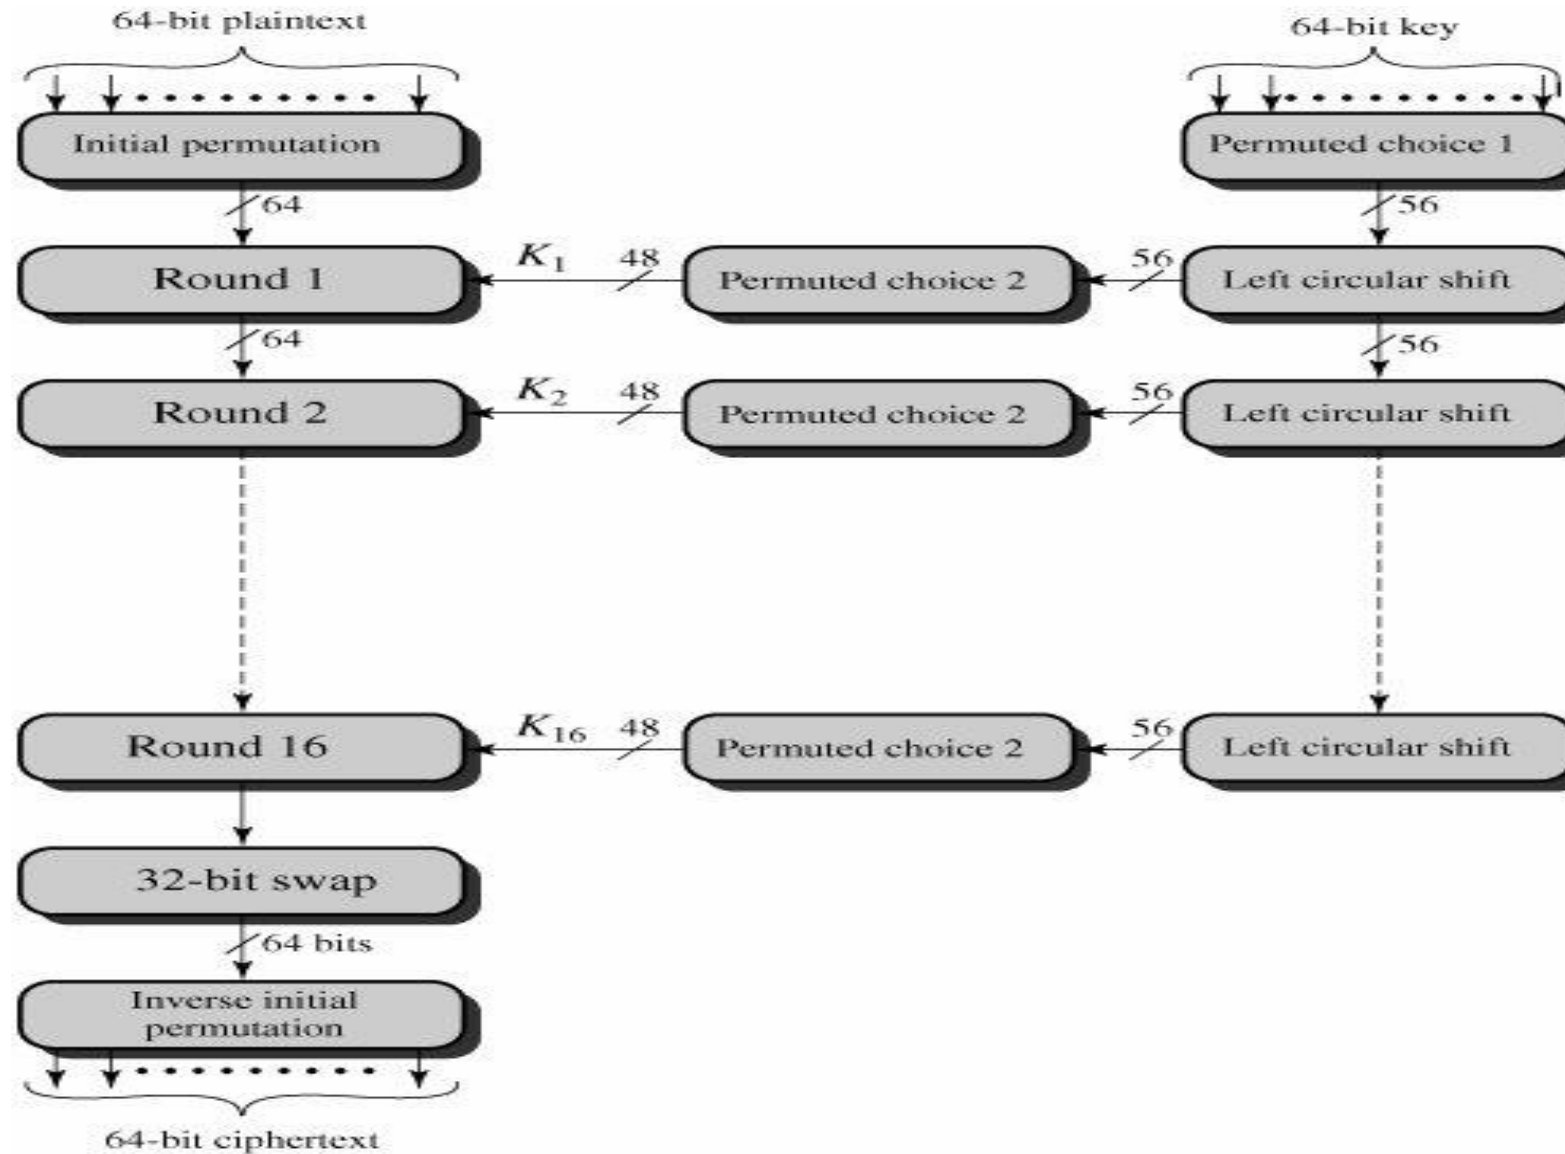 64-bit plaintext
64-bit key
Initial permutation
Permuted choice 1
64
56
Round 1
K1
48
Permuted choice 2
56
Left circular shift
64
56
Round 2
K2
48
Permuted choice 2
56
Left circular shift
Round 16
K16
48
Permuted choice 2
56
Left circular shift
32-bit swap
64 bits
Inverse initial
permutation
64-bit ciphertext